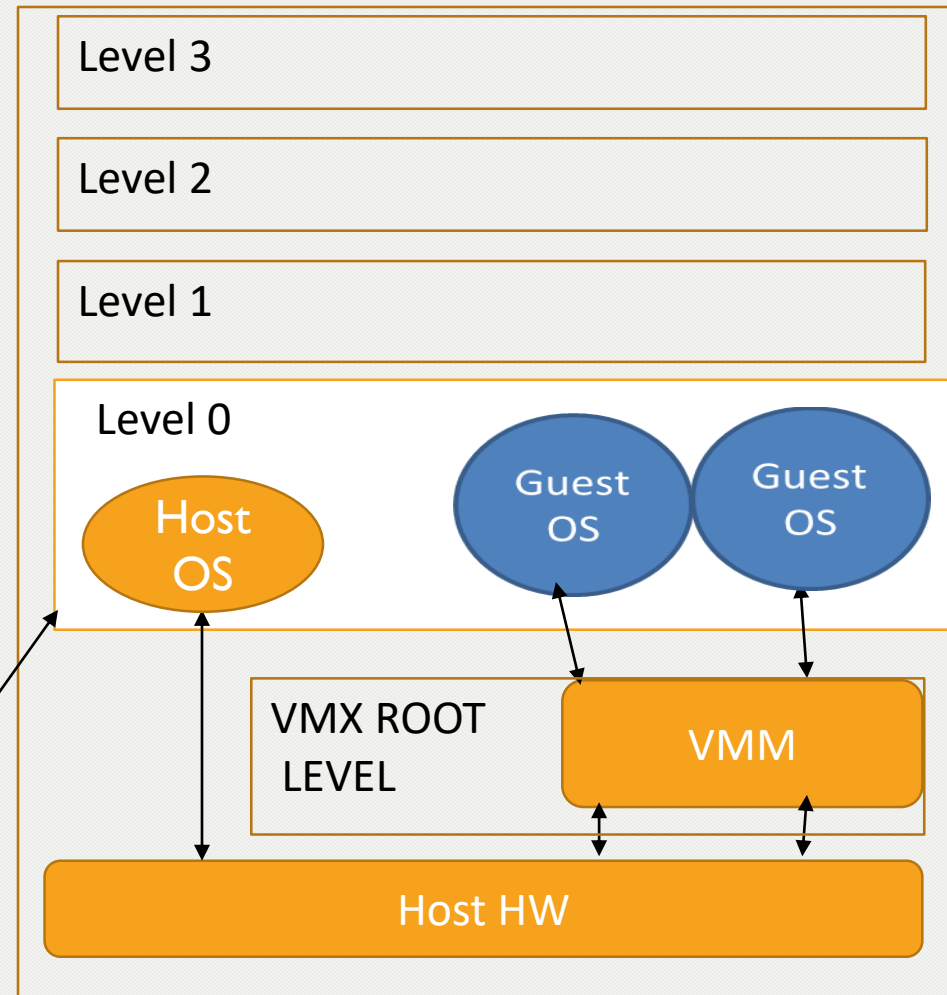 Level 3
Level 2
Level 1
Level 0
Host
OS
Guest
OS
Guest
OS
VMX ROOT
LEVEL
VMM
Host HW